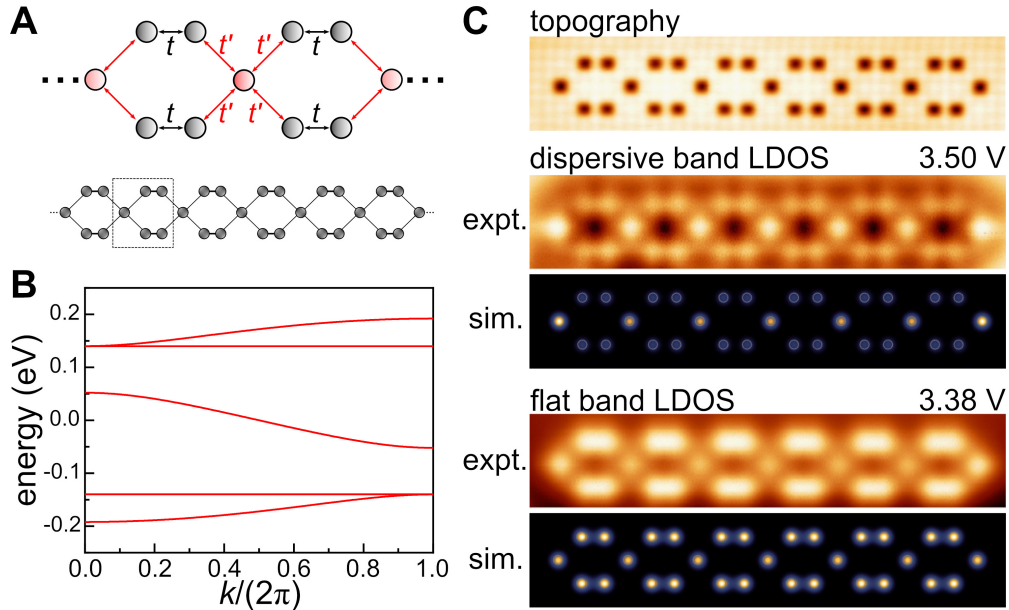 A
t t' t' t
t t' t' t
B
energy (eV)
0.2
0.1
0.0
-0.1
-0.2
0.0 0.2 0.4 0.6 0.8 1.0
k/(2π)
C
topography
dispersive band LDOS 3.50 V
expt.
sim.
flat band LDOS 3.38 V
expt.
sim.